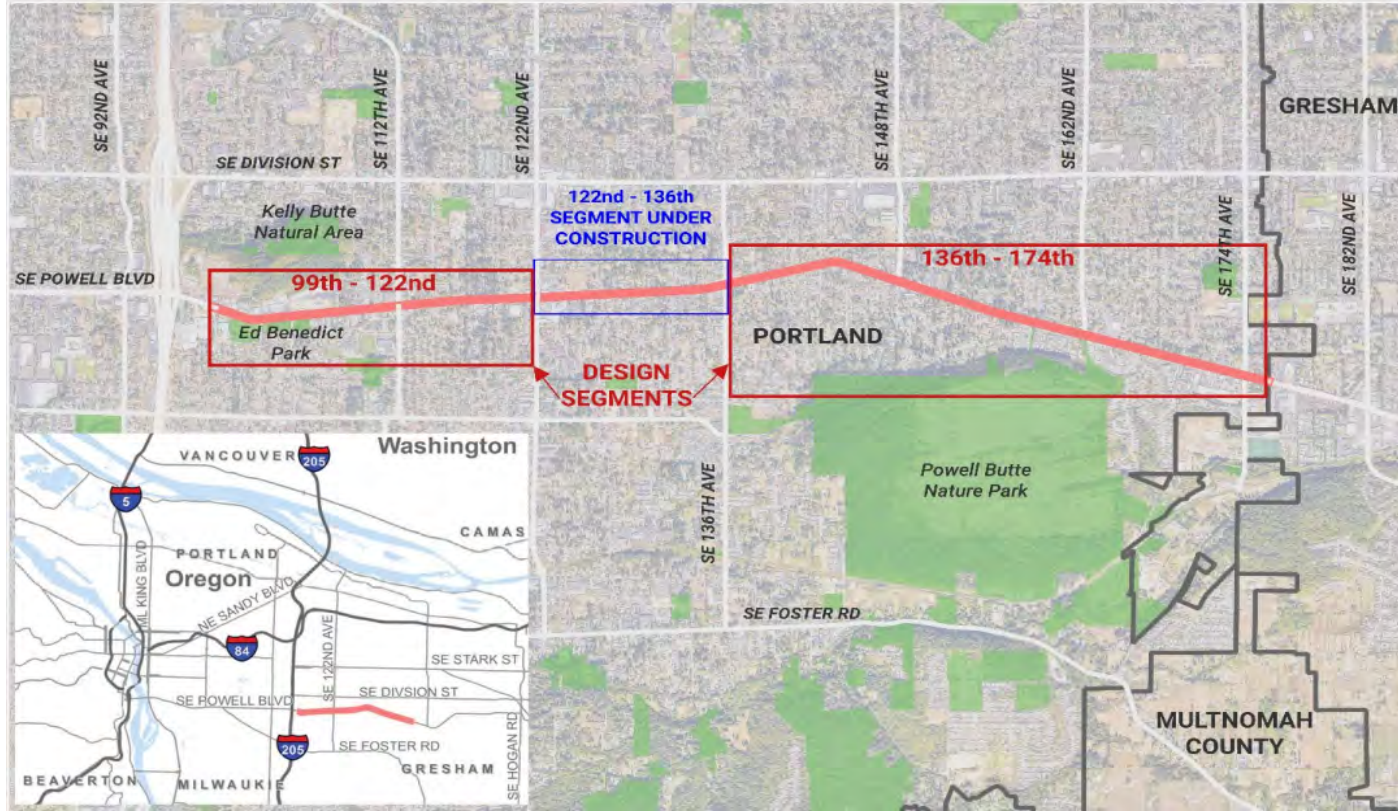 SE 92ND AVE
SE 112TH AVE
SE 122ND AVE
SE 148TH AVE
SE 162ND AVE
GRESHAM
SE DIVISION ST
Kelly Butte
Natural Area
122nd - 136th
SEGMENT UNDER
CONSTRUCTION
SE 174TH AVE
SE 182ND AVE
SE POWELL BLVD
99th - 122nd
136th - 174th
Ed Benedict
Park
PORTLAND
DESIGN
SEGMENTS
Powell Butte
Nature Park
SE 136TH AVE
SE FOSTER RD
MULTNOMAH
COUNTY
Washington
VANCOUVER
205
5
CAMAS
PORTLAND
Oregon
ML KING BLVD
NE SANDY BLVD
84
SE 122ND AVE
SE STARK ST
SE POWELL BLVD
SE DIVSION ST
205
SE FOSTER RD
GRESHAM
SE HOGAN RD
BEAVERTON
MILWAUKIE